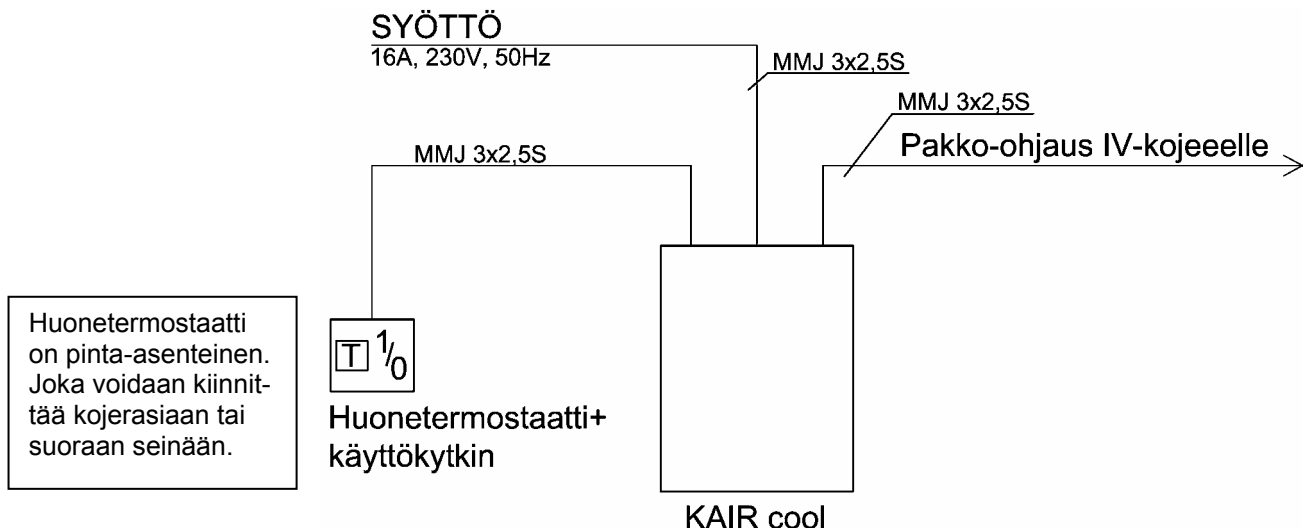 SYÖTTÖ
16A, 230V, 50Hz
MMJ 3x2,5S
MMJ 3x2,5S
Pakko-ohjaus IV-kojeeelle
MMJ 3x2,5S
Huonetermostaatti
on pinta-asenteinen.
Joka voidaan kiinnit-
tää kojerasiaan tai
suoraan seinään.
T 1/0
Huonetermostaatti+
käyttökytkin
KAIR cool